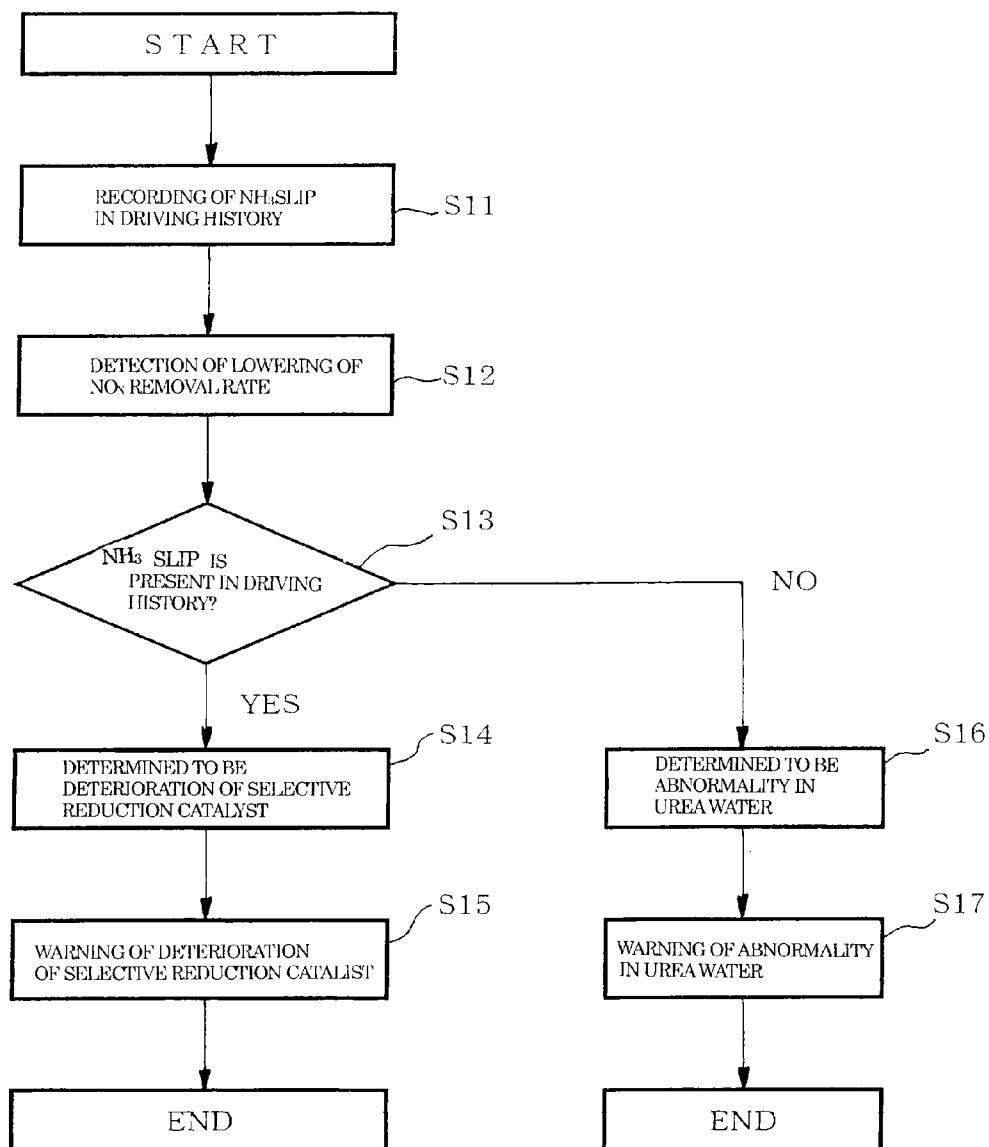 START
RECORDING OF NH₃ SLIP
IN DRIVING HISTORY
S11
DETECTION OF LOWERING OF
NOx REMOVAL RATE
S12
S13
NH₃ SLIP IS
PRESENT IN DRIVING
HISTORY?
NO
YES
S14
DETERMINED TO BE
DETERIORATION OF SELECTIVE
REDUCTION CATALYST
S16
DETERMINED TO BE
ABNORMALITY IN
UREA WATER
S15
WARNING OF DETERIORATION
OF SELECTIVE REDUCTION CATALIST
S17
WARNING OF ABNORMALITY
IN UREA WATER
END
END